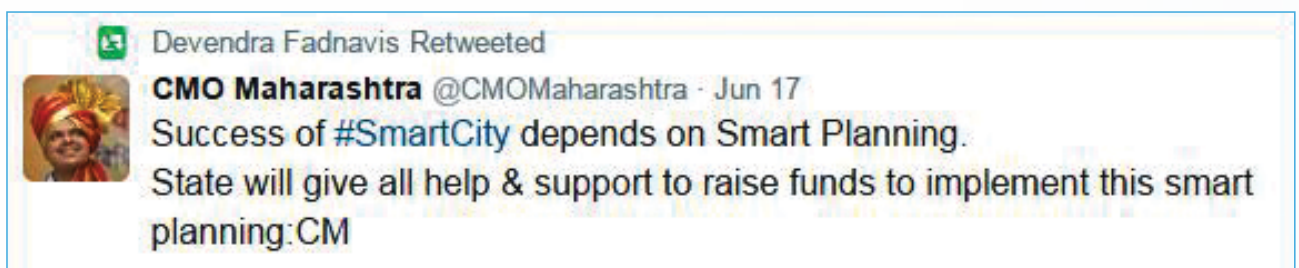 Devendra Fadnavis Retweeted
CMO Maharashtra @CMOMaharashtra · Jun 17
Success of #SmartCity depends on Smart Planning.
State will give all help & support to raise funds to implement this smart
planning:CM